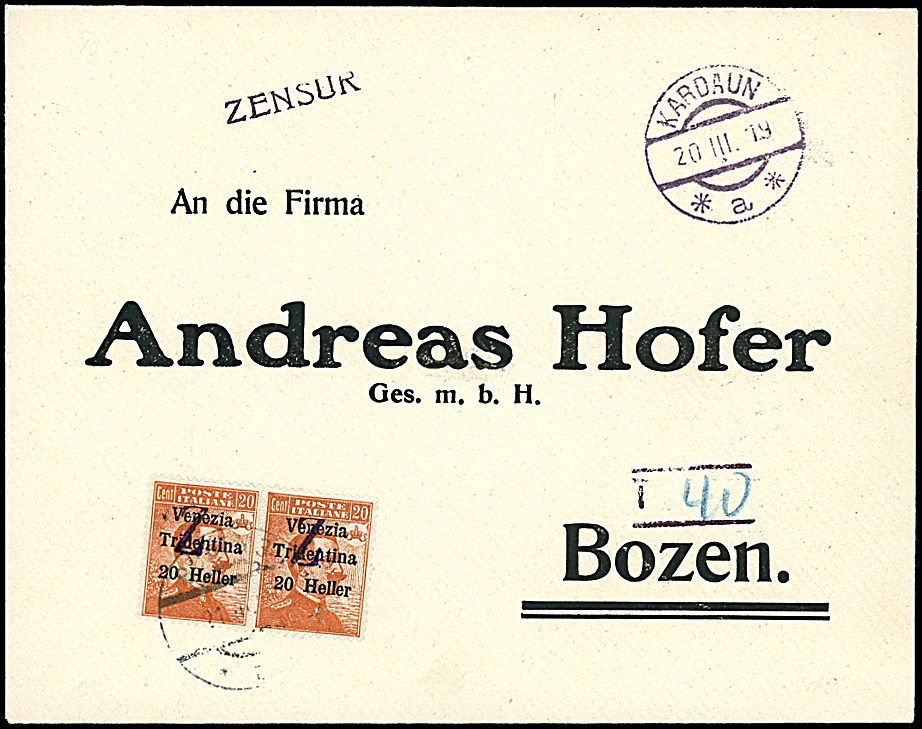 ZENSUR
KARDAUN
20 III. 19
* a *
An die Firma
Andreas Hofer
Ges. m. b. H.
T 40
Bozen.
Cent POSTE ITALIANE 20
Venezia
Tridentina
20 Heller
Cent POSTE ITALIANE 20
Venezia
Tridentina
20 Heller